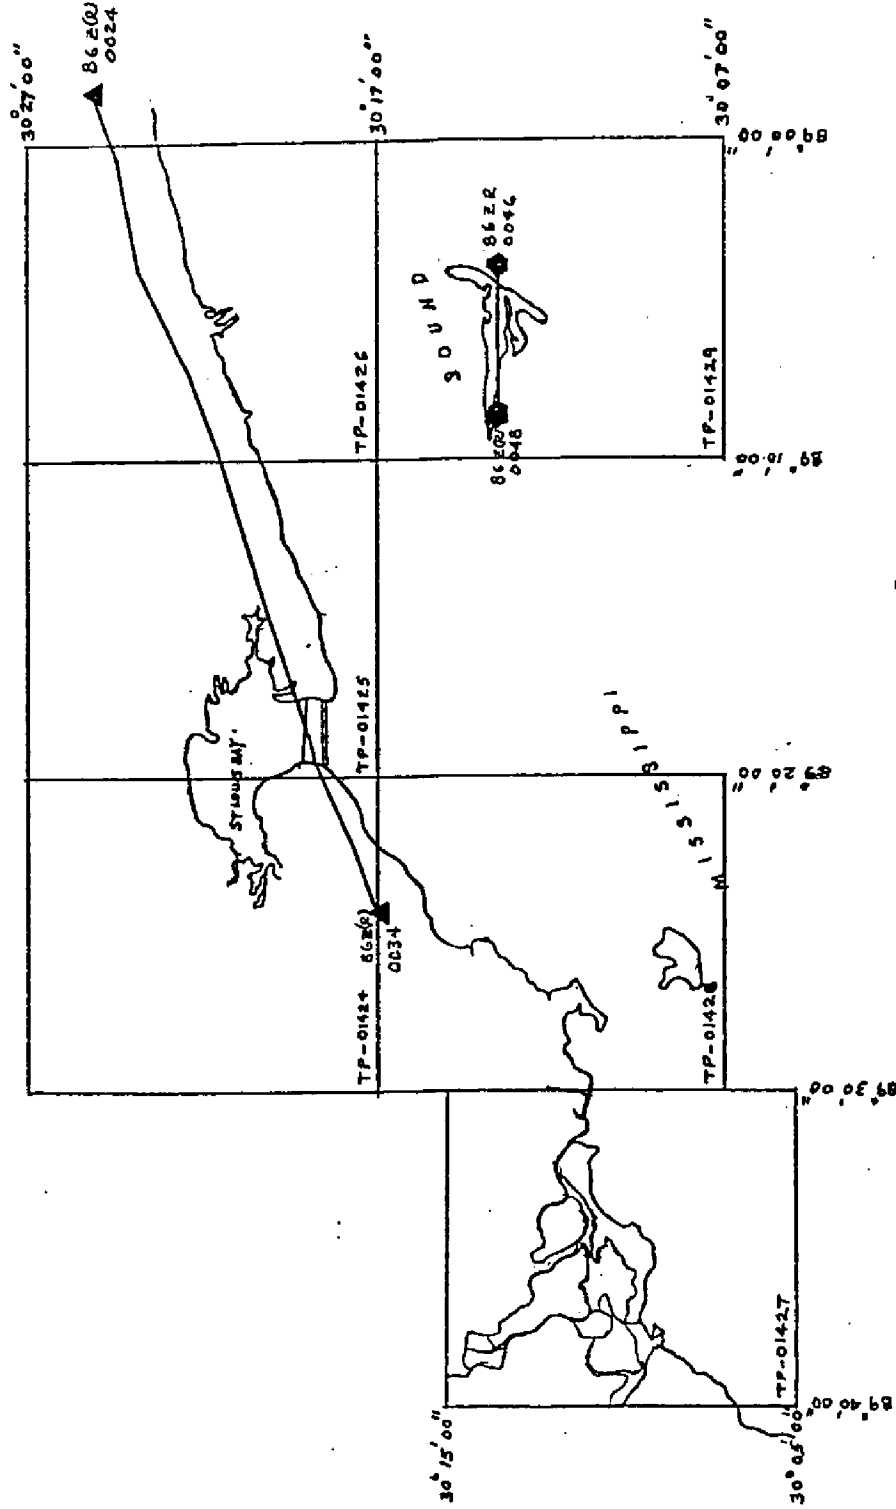 30°27'00"
86Z(R)
0024
30°17'00"
30°07'00"
89°00'00"
TP-01426
SOUND
86ZR
0046
86Z(R)
0048
TP-01429
89°10'00"
ST LOUIS BAY
TP-01425
MISSISSIPPI
89°20'00"
TP-01424
86Z(R)
0034
TP-01428
89°30'00"
TP-01427
89°40'00"
30°15'00"
30°05'00"